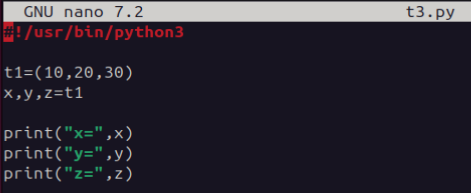 GNU nano 7.2 t3.py
#!/usr/bin/python3
t1=(10,20,30)
x,y,z=t1
print("x=",x)
print("y=",y)
print("z=",z)